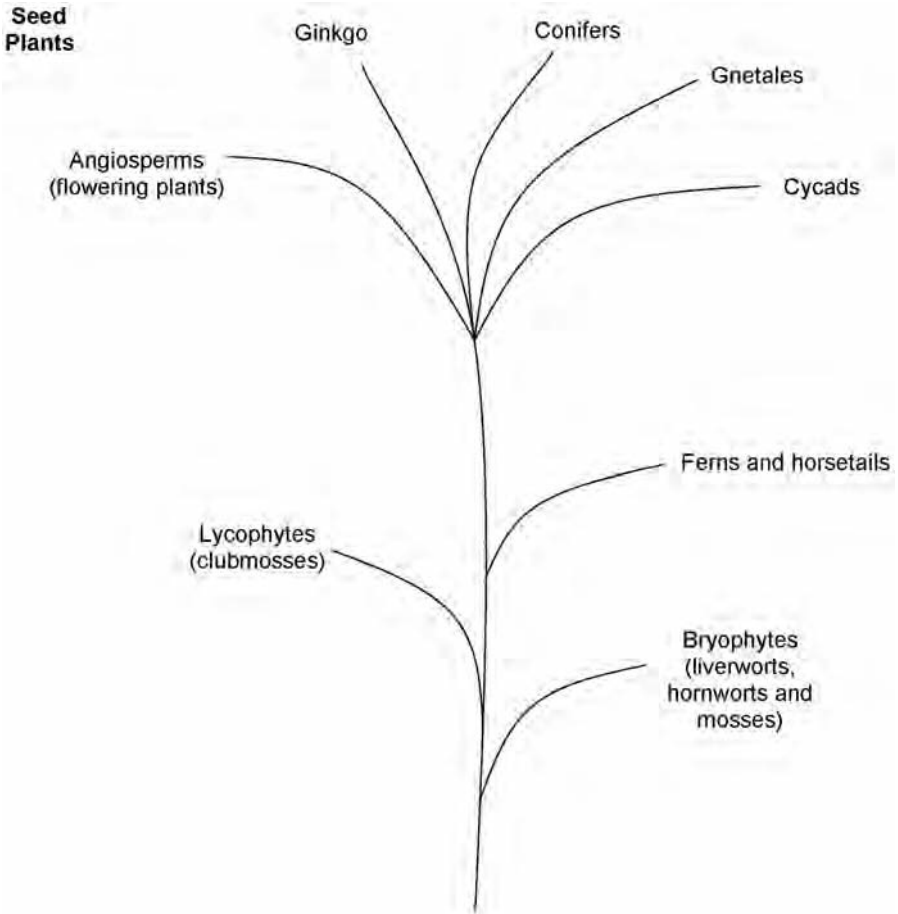 Seed
Plants
Ginkgo
Conifers
Gnetales
Angiosperms
(flowering plants)
Cycads
Ferns and horsetails
Lycophytes
(clubmosses)
Bryophytes
(liverworts,
hornworts and
mosses)